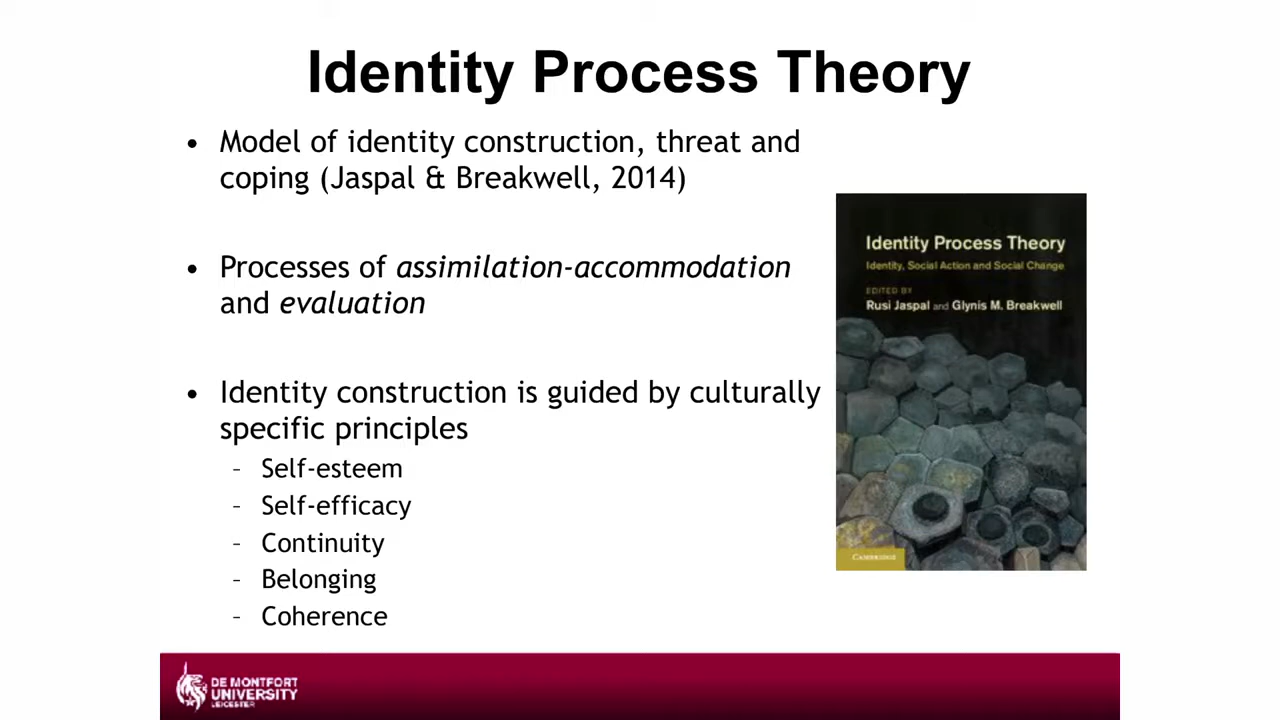 Identity Process Theory
• Model of identity construction, threat and
coping (Jaspal & Breakwell, 2014)
• Processes of assimilation-accommodation
and evaluation
• Identity construction is guided by culturally
specific principles
– Self-esteem
– Self-efficacy
– Continuity
– Belonging
– Coherence
Identity Process Theory
Identity, Social Action and Social Change
EDITED BY
Rusi Jaspal and Glynis M. Breakwell
CAMBRIDGE
DE MONTFORT
UNIVERSITY
LEICESTER